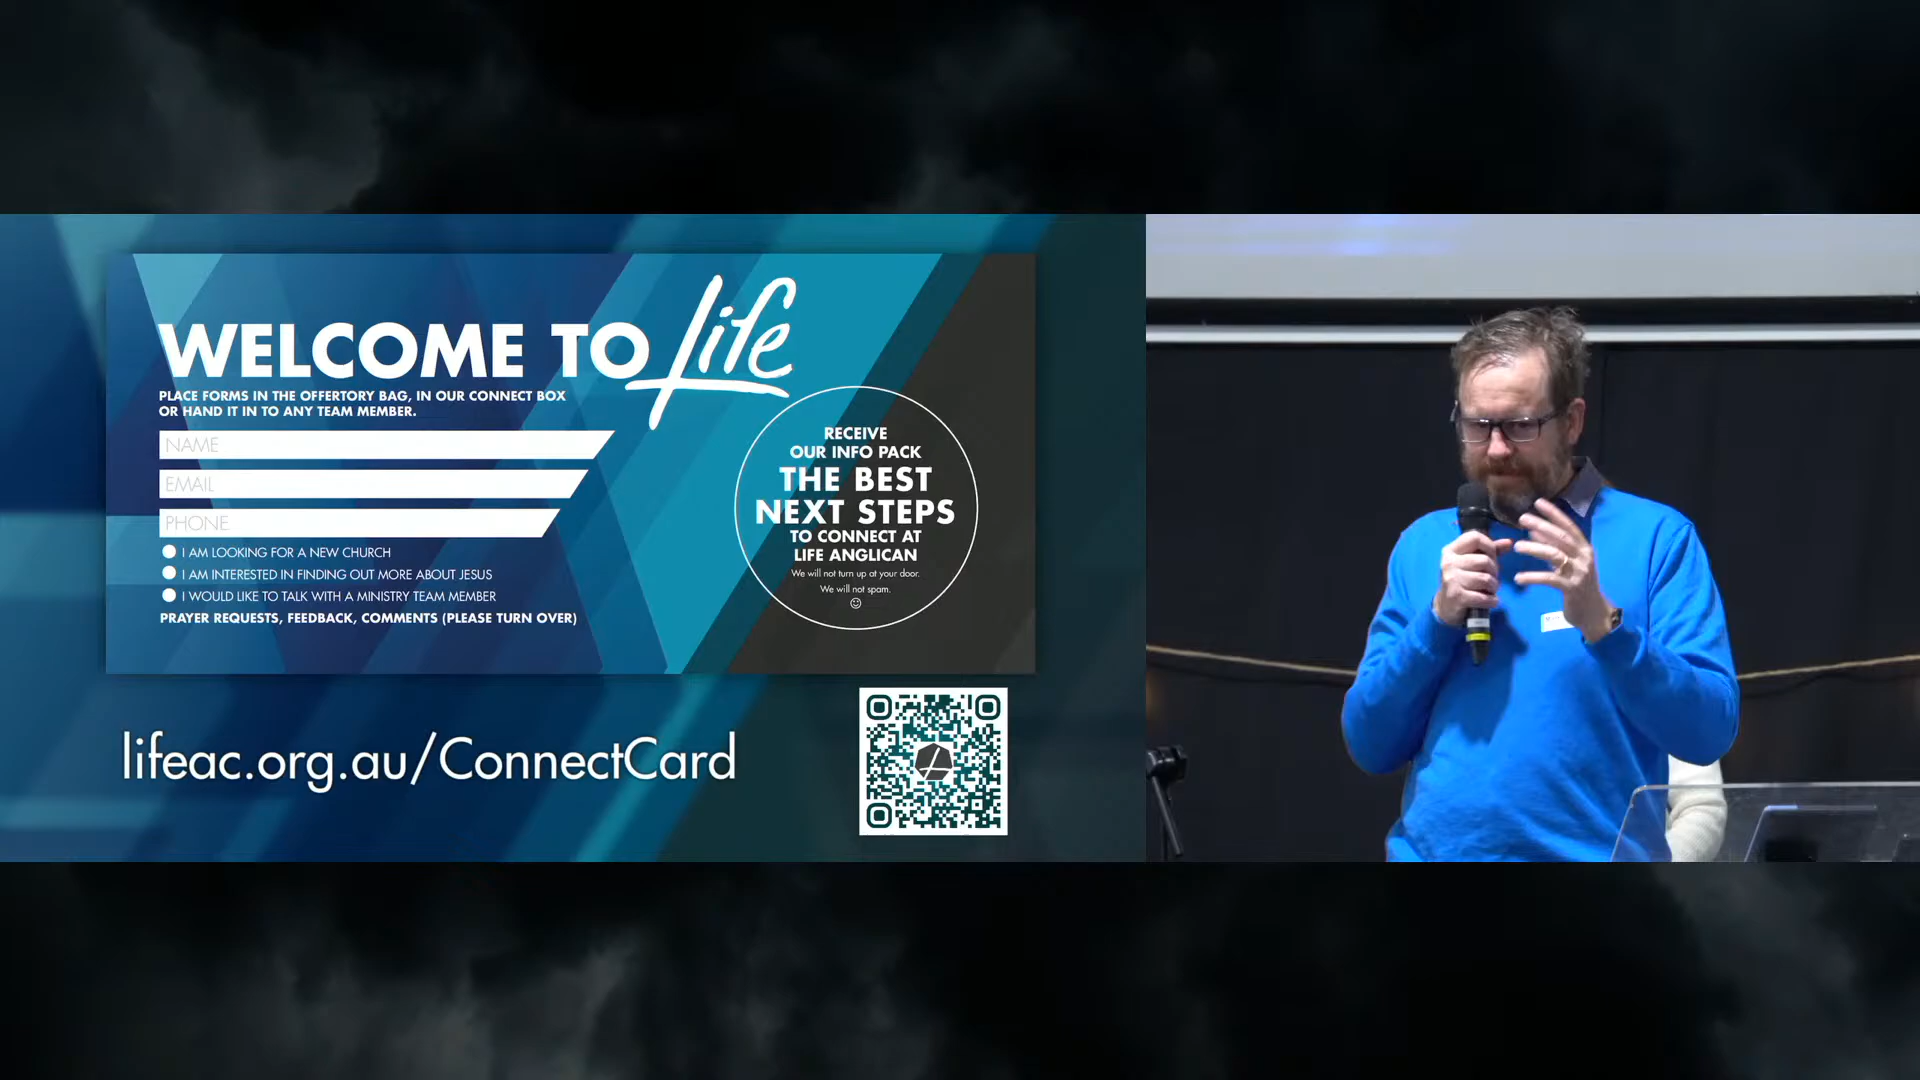 WELCOME TO Life
PLACE FORMS IN THE OFFERTORY BAG, IN OUR CONNECT BOX
OR HAND IT IN TO ANY TEAM MEMBER.
NAME
EMAIL
PHONE
I AM LOOKING FOR A NEW CHURCH
I AM INTERESTED IN FINDING OUT MORE ABOUT JESUS
I WOULD LIKE TO TALK WITH A MINISTRY TEAM MEMBER
PRAYER REQUESTS, FEEDBACK, COMMENTS (PLEASE TURN OVER)
RECEIVE
OUR INFO PACK
THE BEST
NEXT STEPS
TO CONNECT AT
LIFE ANGLICAN
We will not turn up at your door.
We will not spam.
lifeac.org.au/ConnectCard